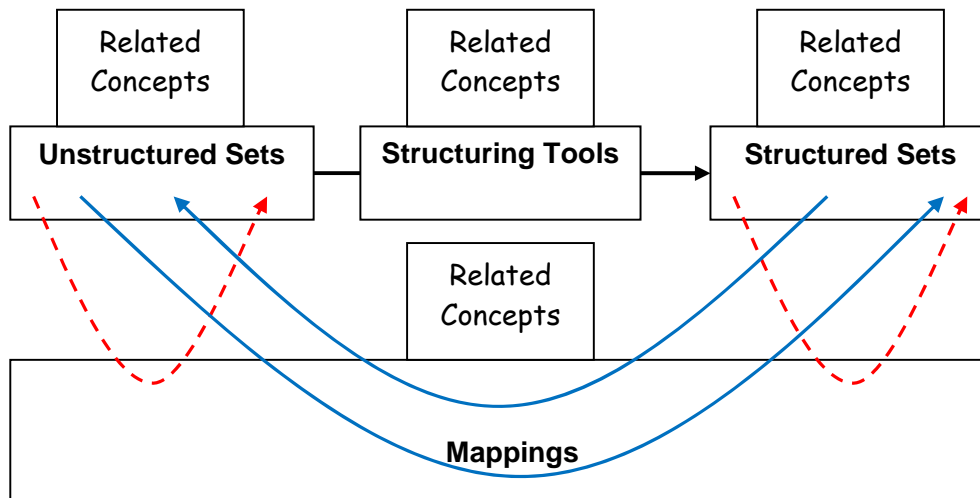 Related
Concepts
Related
Concepts
Related
Concepts
Unstructured Sets
Structuring Tools
Structured Sets
Related
Concepts
Mappings